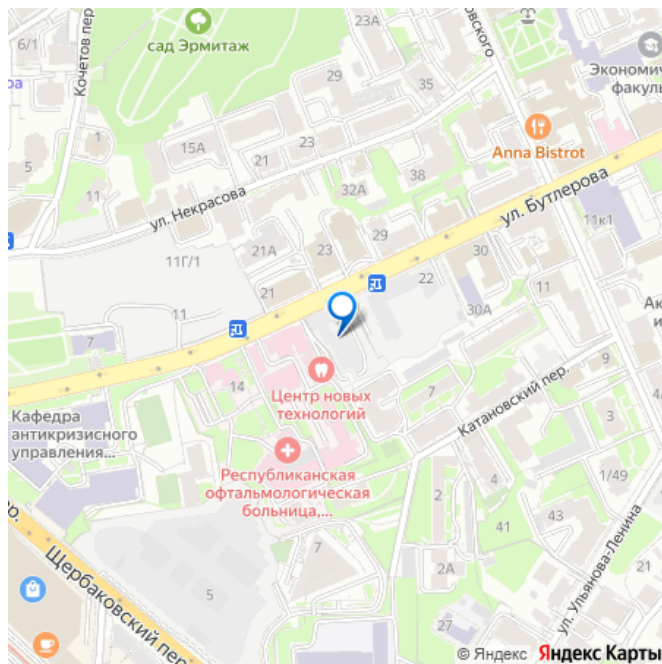 6/1
Кочетов пер.
сад Эрмитаж
23А
29
35
овского
Экономич
факуль
ра
5
1
15А
21
23
Anna Bistrot
11
ул. Некрасова
32А
38
ул. Бутлерова
11к1
21А
23
29
30
11Г/1
22
11
21
30А
Ак
и
7
14
Центр новых
технологий
7
Катановский пер.
9
3
Кафедра
антикризисного
управления...
Республиканская
офтальмологическая
больница,...
4
1/49
2
43
41
р.
7
2А
ул. Ульянова-Ленина
21
Щербаковский пер.
5
27
© Яндекс Яндекс Карты